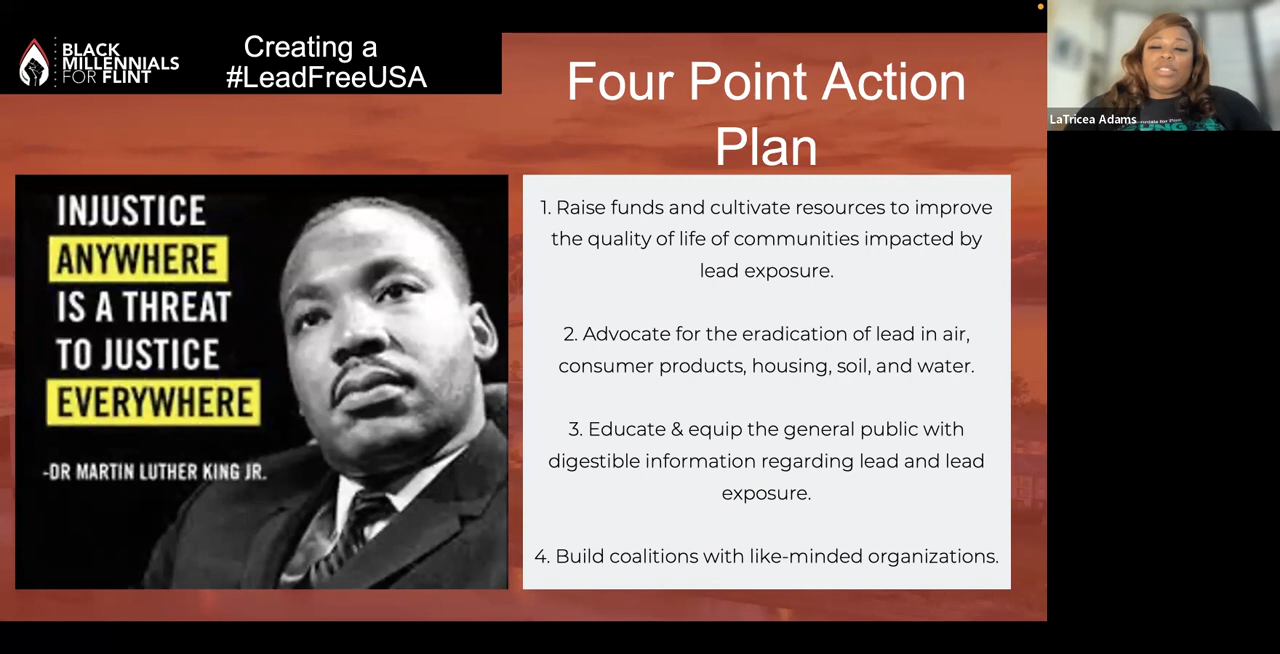 BLACK
MILLENNIALS
FOR FLINT
Creating a
#LeadFreeUSA
Four Point Action
Plan
INJUSTICE
ANYWHERE
IS A THREAT
TO JUSTICE
EVERYWHERE
-DR MARTIN LUTHER KING JR.
1. Raise funds and cultivate resources to improve
the quality of life of communities impacted by
lead exposure.
2. Advocate for the eradication of lead in air,
consumer products, housing, soil, and water.
3. Educate & equip the general public with
digestible information regarding lead and lead
exposure.
4. Build coalitions with like-minded organizations.
LaTricea Adams